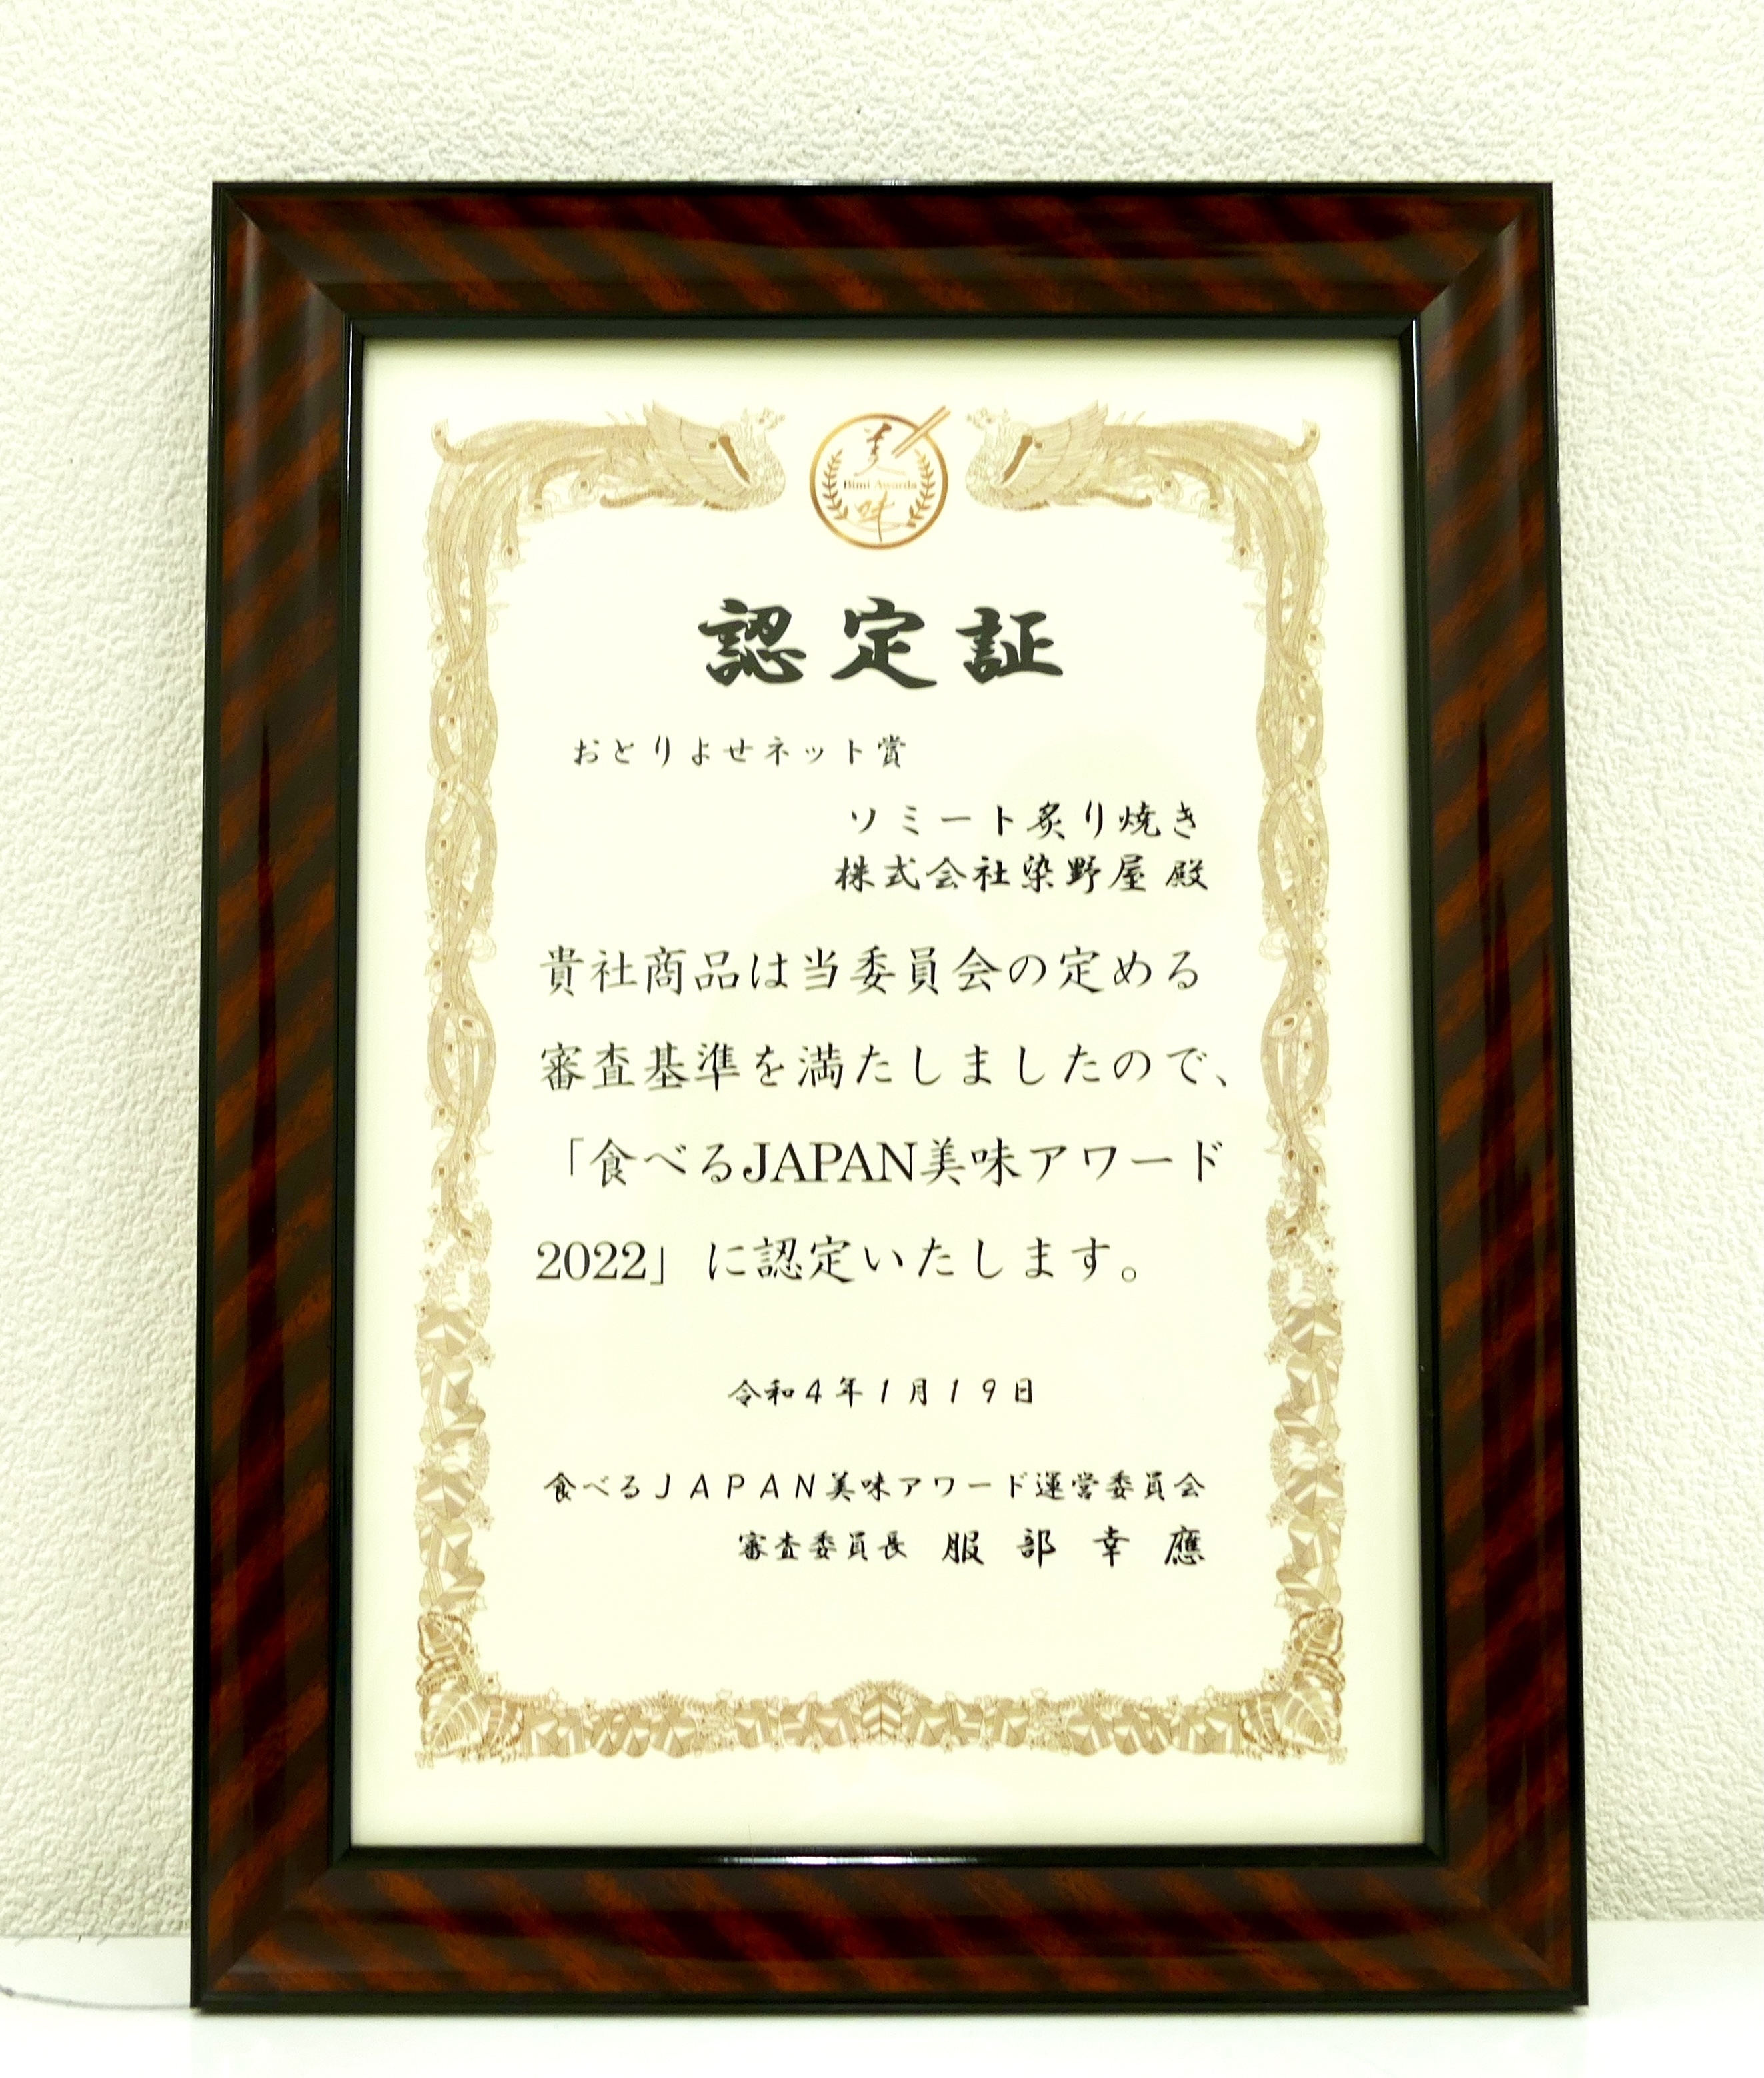 美
Bimi Awards
味
認定証
おとりよせネット賞
ソミート炙り焼き
株式会社染野屋 殿
貴社商品は当委員会の定める
審査基準を満たしましたので、
「食べるJAPAN美味アワード
2022」に認定いたします。
令和4年1月19日
食べるJAPAN美味アワード運営委員会
審査委員長 服部幸應